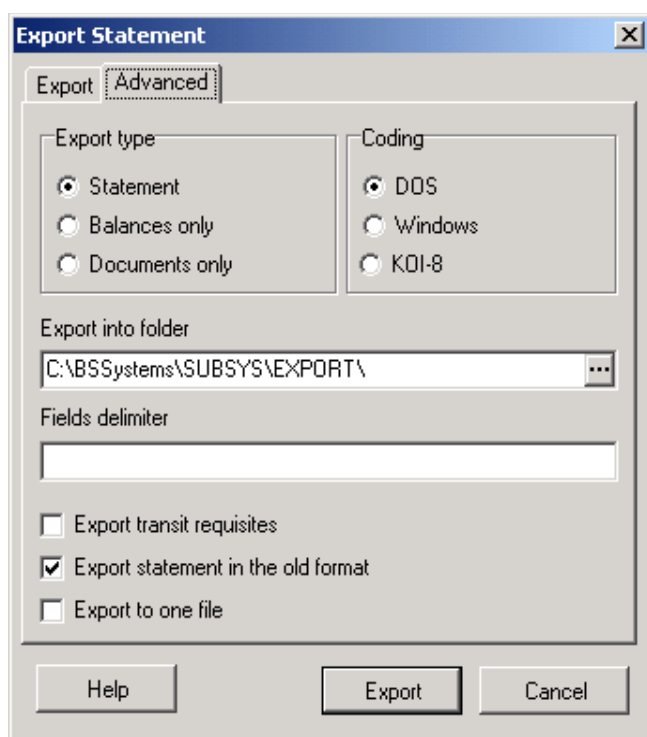 Export Statement
Export Advanced
Export type
Statement
Balances only
Documents only
Coding
DOS
Windows
KOI-8
Export into folder
C:\BSSystems\SUBSYS\EXPORT\
...
Fields delimiter
Export transit requisites
Export statement in the old format
Export to one file
Help Export Cancel